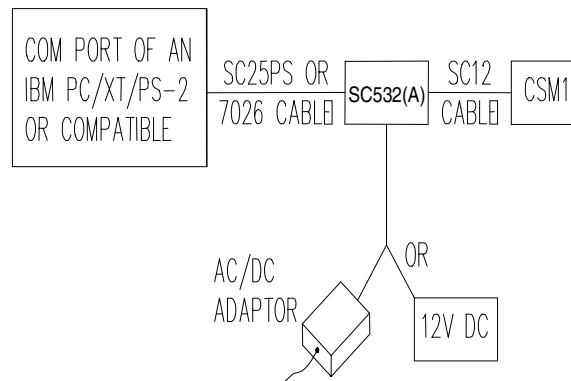 COM PORT OF AN
IBM PC/XT/PS-2
OR COMPATIBLE
SC25PS OR
7026 CABLE
SC532(A)
SC12
CABLE
CSM1
OR
AC/DC
ADAPTOR
12V DC